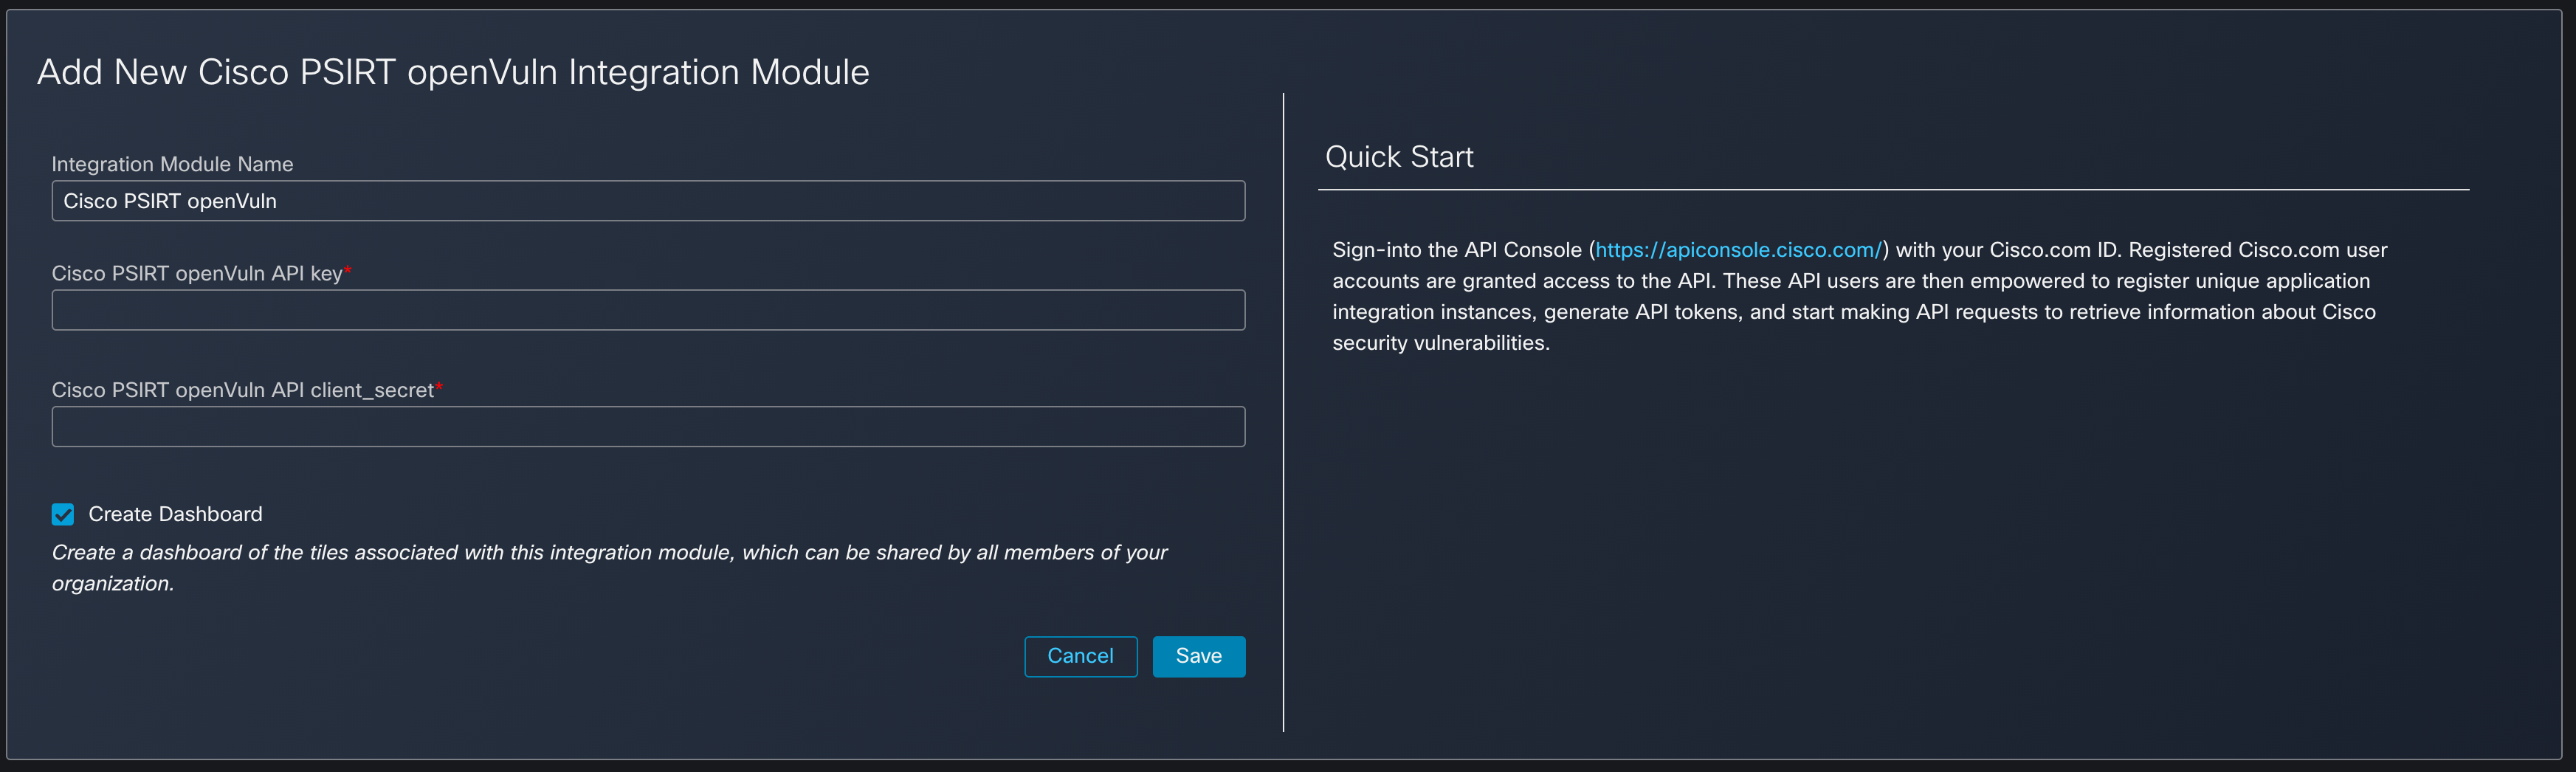 Add New Cisco PSIRT openVuln Integration Module
Integration Module Name
Cisco PSIRT openVuln
Cisco PSIRT openVuln API key*
Cisco PSIRT openVuln API client_secret*
Create Dashboard
Create a dashboard of the tiles associated with this integration module, which can be shared by all members of your
organization.
Cancel
Save
Quick Start
Sign-into the API Console (https://apiconsole.cisco.com/) with your Cisco.com ID. Registered Cisco.com user
accounts are granted access to the API. These API users are then empowered to register unique application
integration instances, generate API tokens, and start making API requests to retrieve information about Cisco
security vulnerabilities.